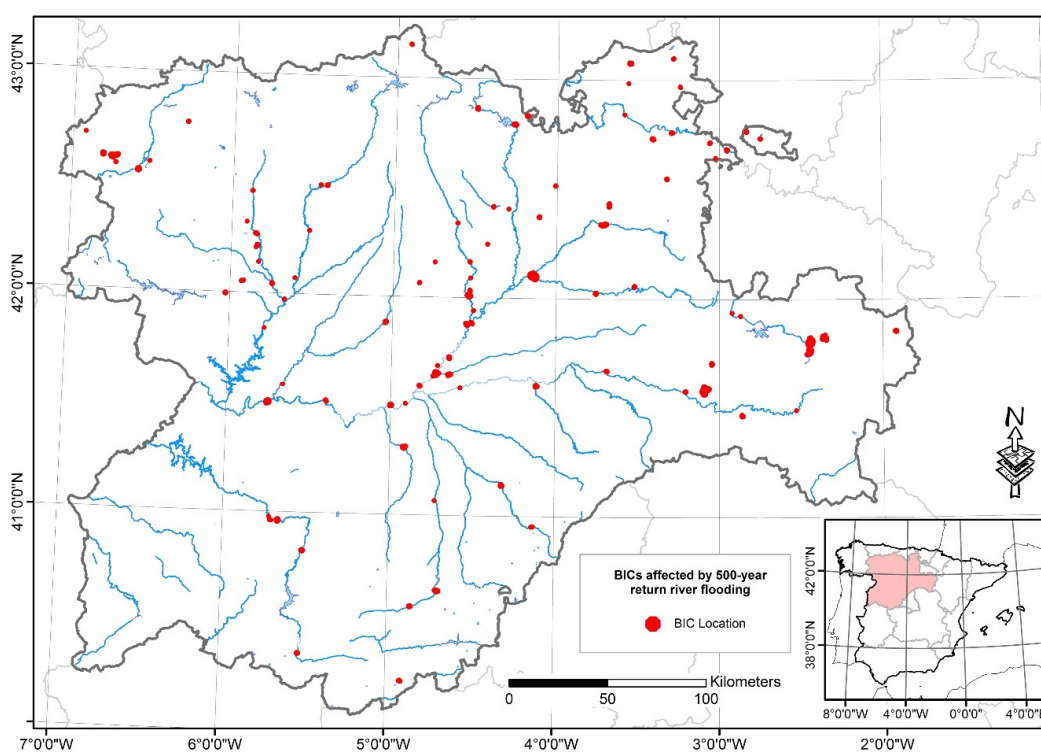 43°0'0"N
42°0'0"N
41°0'0"N
N
BICs affected by 500-year
return river flooding
BIC Location
Kilometers
0
50
100
42°0'0"N
38°0'0"N
8°0'0"W
4°0'0"W
0°0'0"
4°0'0"E
7°0'0"W
6°0'0"W
5°0'0"W
4°0'0"W
3°0'0"W
2°0'0"W